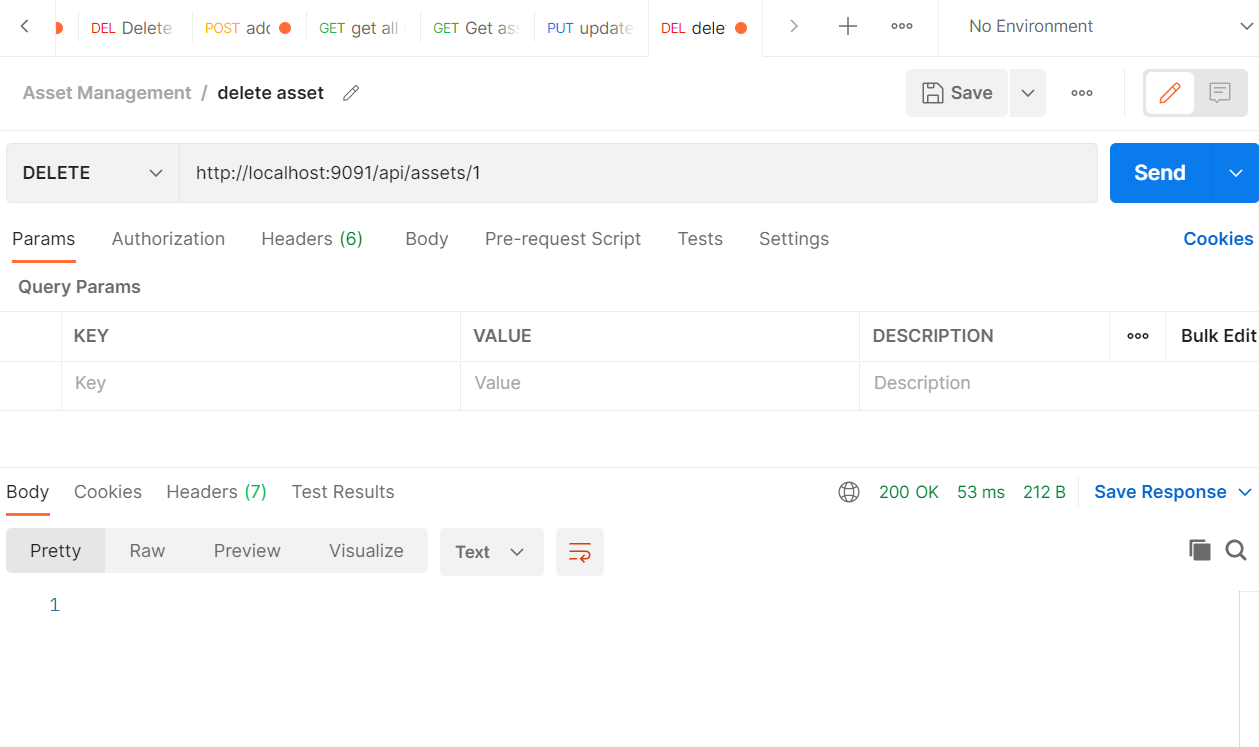 DEL Delete POST add GET get all GET Get ass PUT update DEL dele No Environment
Asset Management / delete asset Save
DELETE http://localhost:9091/api/assets/1 Send
Params Authorization Headers (6) Body Pre-request Script Tests Settings Cookies
Query Params
KEY VALUE DESCRIPTION Bulk Edit
Key Value Description
Body Cookies Headers (7) Test Results 200 OK 53 ms 212 B Save Response
Pretty Raw Preview Visualize Text
1